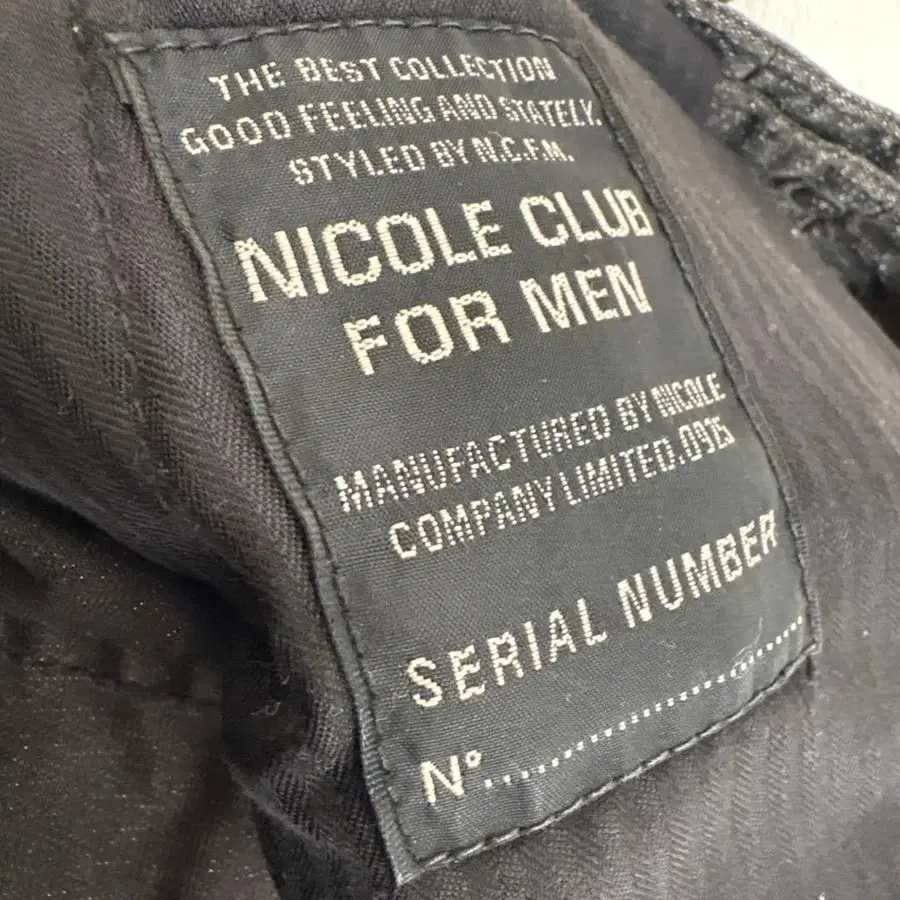 THE BEST COLLECTION
GOOD FEELING AND STATELY.
STYLED BY N.C.F.M.
NICOLE CLUB
FOR MEN
MANUFACTURED BY NICOLE
COMPANY LIMITED.0925
SERIAL NUMBER
N°....................................